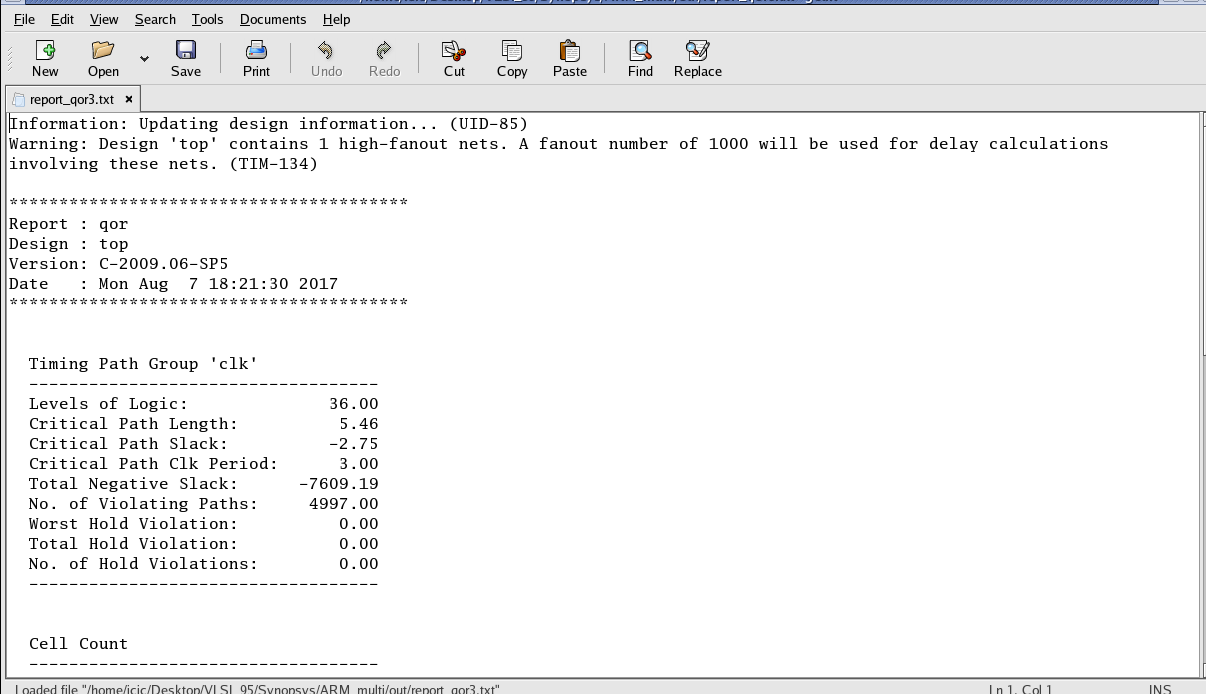 File Edit View Search Tools Documents Help
New Open Save Print Undo Redo Cut Copy Paste Find Replace
report_qor3.txt ×
Information: Updating design information... (UID-85)
Warning: Design 'top' contains 1 high-fanout nets. A fanout number of 1000 will be used for delay calculations
involving these nets. (TIM-134)
****************************************
Report : qor
Design : top
Version: C-2009.06-SP5
Date   : Mon Aug  7 18:21:30 2017
****************************************
Timing Path Group 'clk'
-----------------------------------
Levels of Logic:              36.00
Critical Path Length:          5.46
Critical Path Slack:          -2.75
Critical Path Clk Period:      3.00
Total Negative Slack:      -7609.19
No. of Violating Paths:     4997.00
Worst Hold Violation:          0.00
Total Hold Violation:          0.00
No. of Hold Violations:        0.00
-----------------------------------
Cell Count
-----------------------------------
Loaded file "/home/icic/Desktop/VLSI_95/Synopsys/ARM_multi/out/report_qor3.txt" Ln 1, Col 1 INS